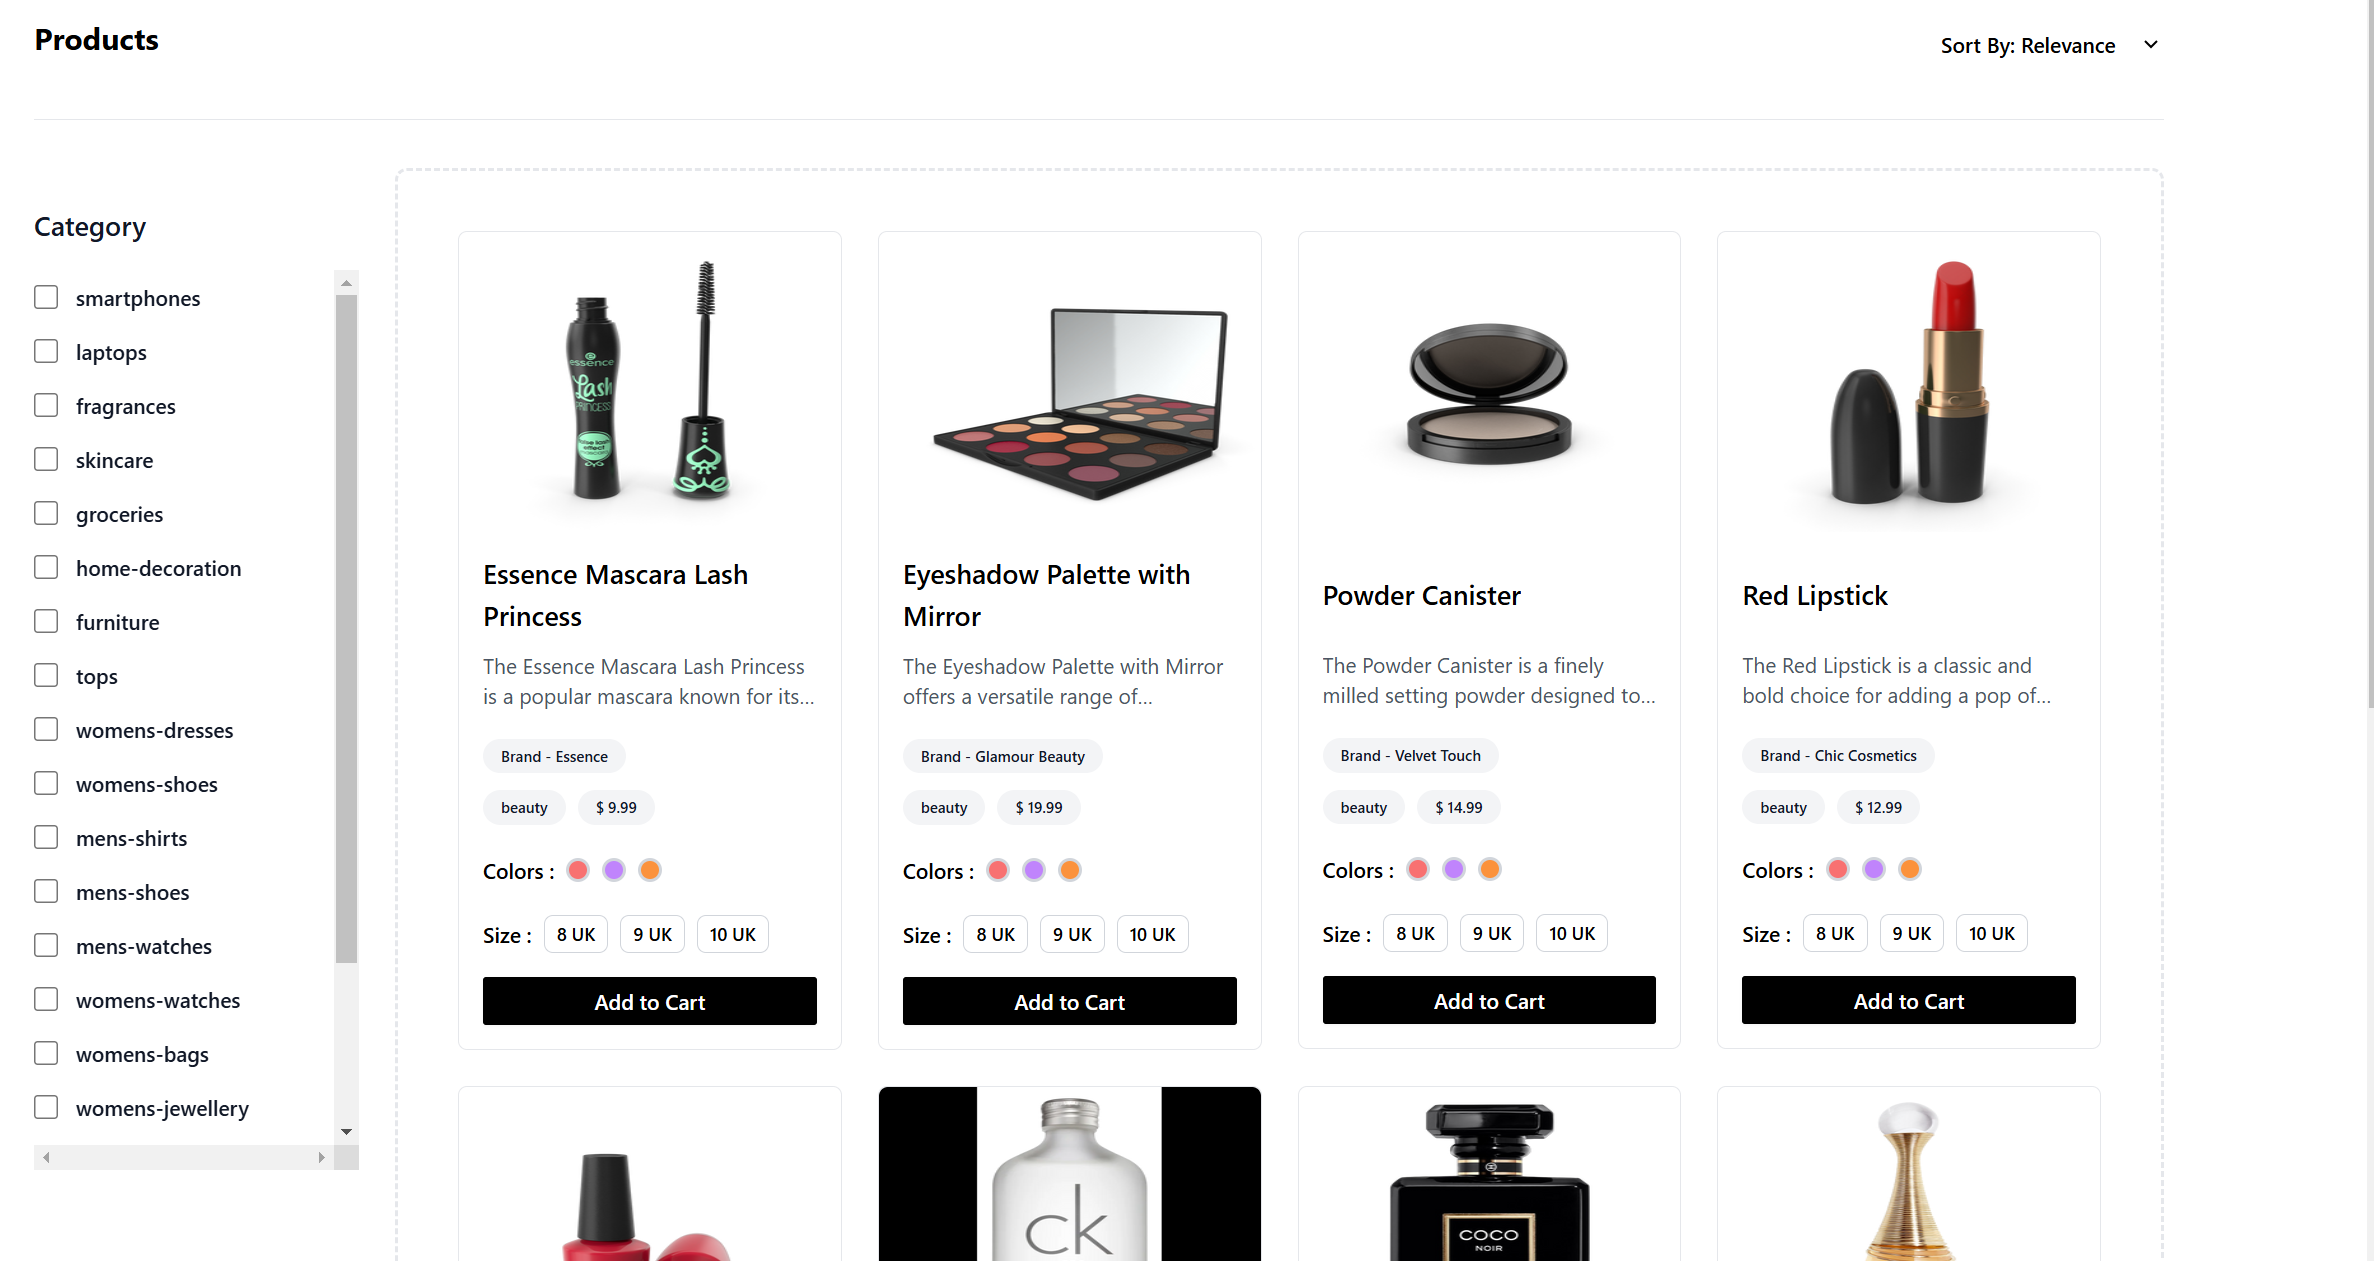 Products
Sort By: Relevance
Category
smartphones
laptops
fragrances
skincare
groceries
home-decoration
furniture
tops
womens-dresses
womens-shoes
mens-shirts
mens-shoes
mens-watches
womens-watches
womens-bags
womens-jewellery
essence
Lash
PRINCESS
Essence Mascara Lash
Princess
The Essence Mascara Lash Princess
is a popular mascara known for its...
Brand - Essence
beauty
$ 9.99
Colors :
Size :
8 UK
9 UK
10 UK
Add to Cart
Eyeshadow Palette with
Mirror
The Eyeshadow Palette with Mirror
offers a versatile range of...
Brand - Glamour Beauty
beauty
$ 19.99
Colors :
Size :
8 UK
9 UK
10 UK
Add to Cart
Powder Canister
The Powder Canister is a finely
milled setting powder designed to...
Brand - Velvet Touch
beauty
$ 14.99
Colors :
Size :
8 UK
9 UK
10 UK
Add to Cart
Red Lipstick
The Red Lipstick is a classic and
bold choice for adding a pop of...
Brand - Chic Cosmetics
beauty
$ 12.99
Colors :
Size :
8 UK
9 UK
10 UK
Add to Cart
ck
COCO
NOIR